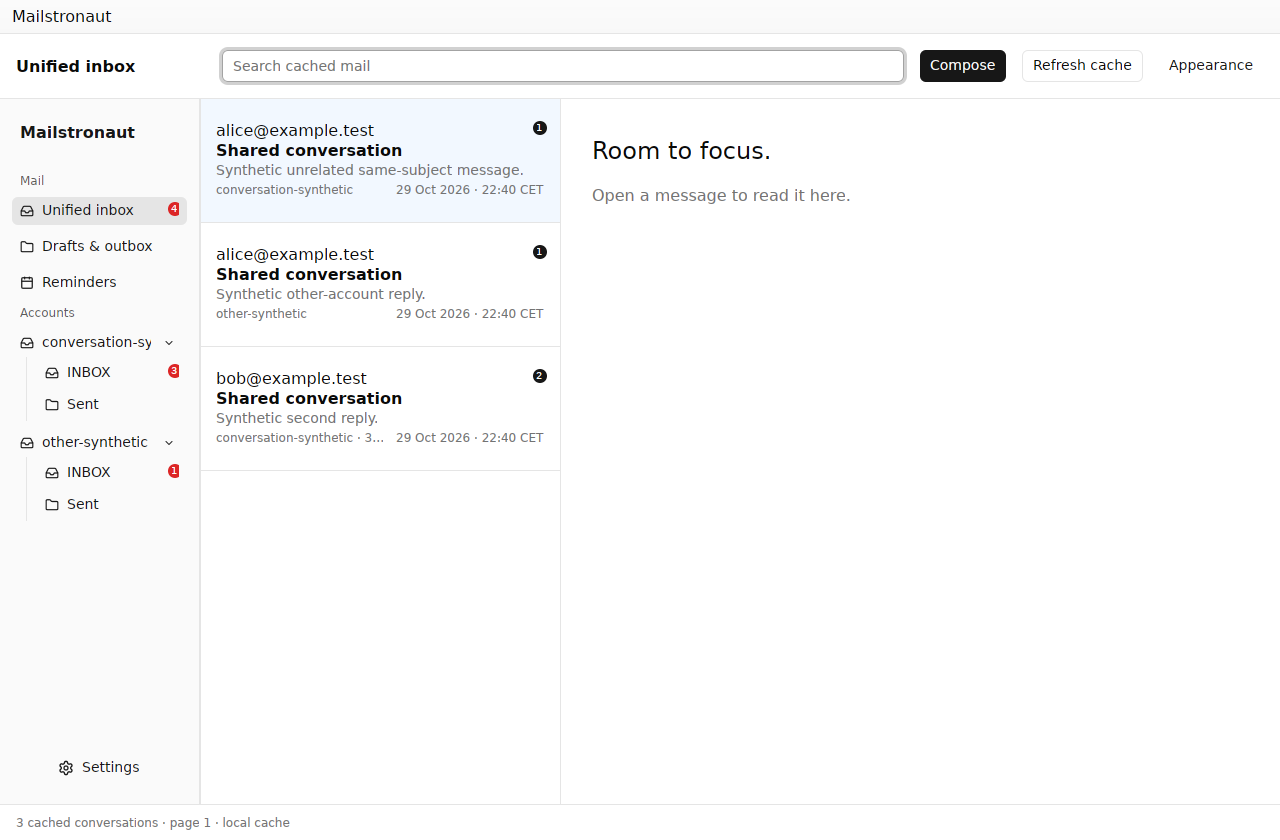 Mailstronaut
Unified inbox
Search cached mail
Compose
Refresh cache
Appearance
Mailstronaut
Mail
Unified inbox 4
Drafts & outbox
Reminders
Accounts
conversation-sy
INBOX 3
Sent
other-synthetic
INBOX 1
Sent
Settings
alice@example.test 1
Shared conversation
Synthetic unrelated same-subject message.
conversation-synthetic 29 Oct 2026 · 22:40 CET
alice@example.test 1
Shared conversation
Synthetic other-account reply.
other-synthetic 29 Oct 2026 · 22:40 CET
bob@example.test 2
Shared conversation
Synthetic second reply.
conversation-synthetic · 3... 29 Oct 2026 · 22:40 CET
Room to focus.
Open a message to read it here.
3 cached conversations · page 1 · local cache